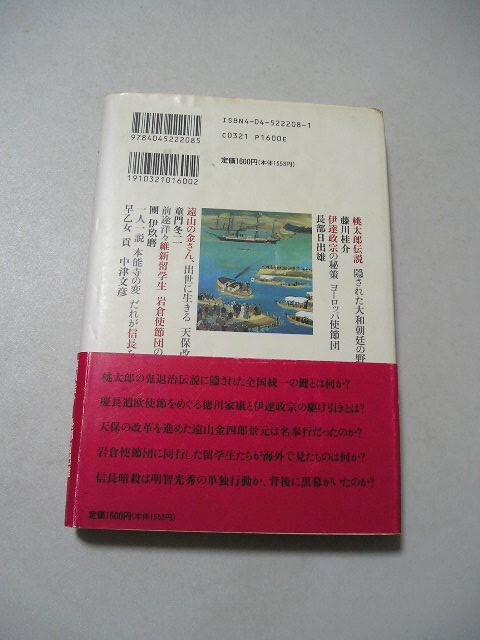 9784045222085
ISBN4-04-522208-1
C0321 P1600E
定価1600円(本体1553円)
1910321016002
桃太郎伝説 隠された大和朝廷の野
藤川桂介
伊達政宗の秘策 ヨーロッパ使節団
長部日出雄
遠山の金さん、出世に生きる 天保改
童門冬二
前途洋々維新留学生 岩倉使節団の
團 伊玖磨
一人一説 本能寺の変 だれが信長を
早乙女 貢 中津文彦
桃太郎の鬼退治伝説に隠された全国統一の鍵とは何か?
慶長遣欧使節をめぐる徳川家康と伊達政宗の駆け引きとは?
天保の改革を進めた遠山金四郎景元は名奉行だったのか?
岩倉使節団に同行した留学生たちが海外で見たものは何か?
信長暗殺は明智光秀の単独行動か、背後に黒幕がいたのか?
定価1600円(本体1553円)